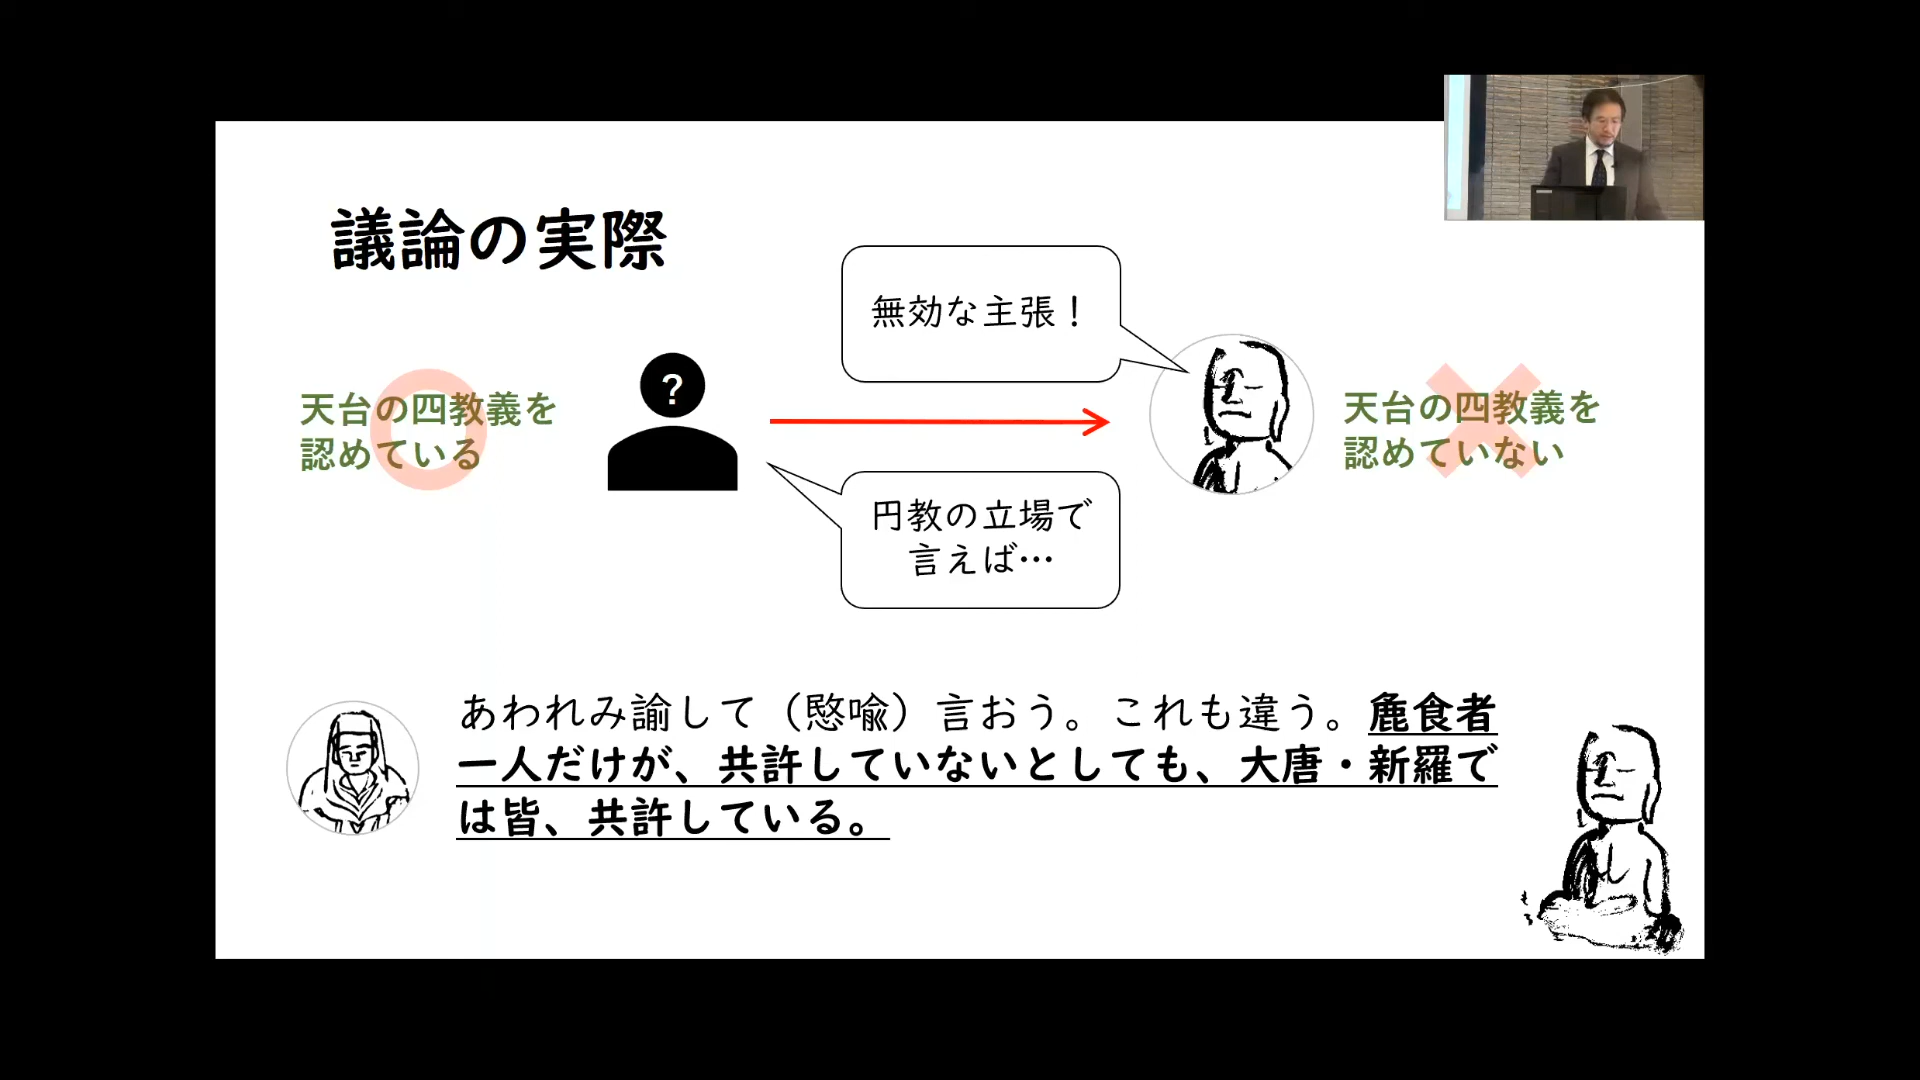 議論の実際
無効な主張！
天台の四教義を
認めている
?
天台の四教義を
認めていない
円教の立場で
言えば…
あわれみ諭して（愍喩）言おう。これも違う。麁食者
一人だけが、共許していないとしても、大唐・新羅で
は皆、共許している。